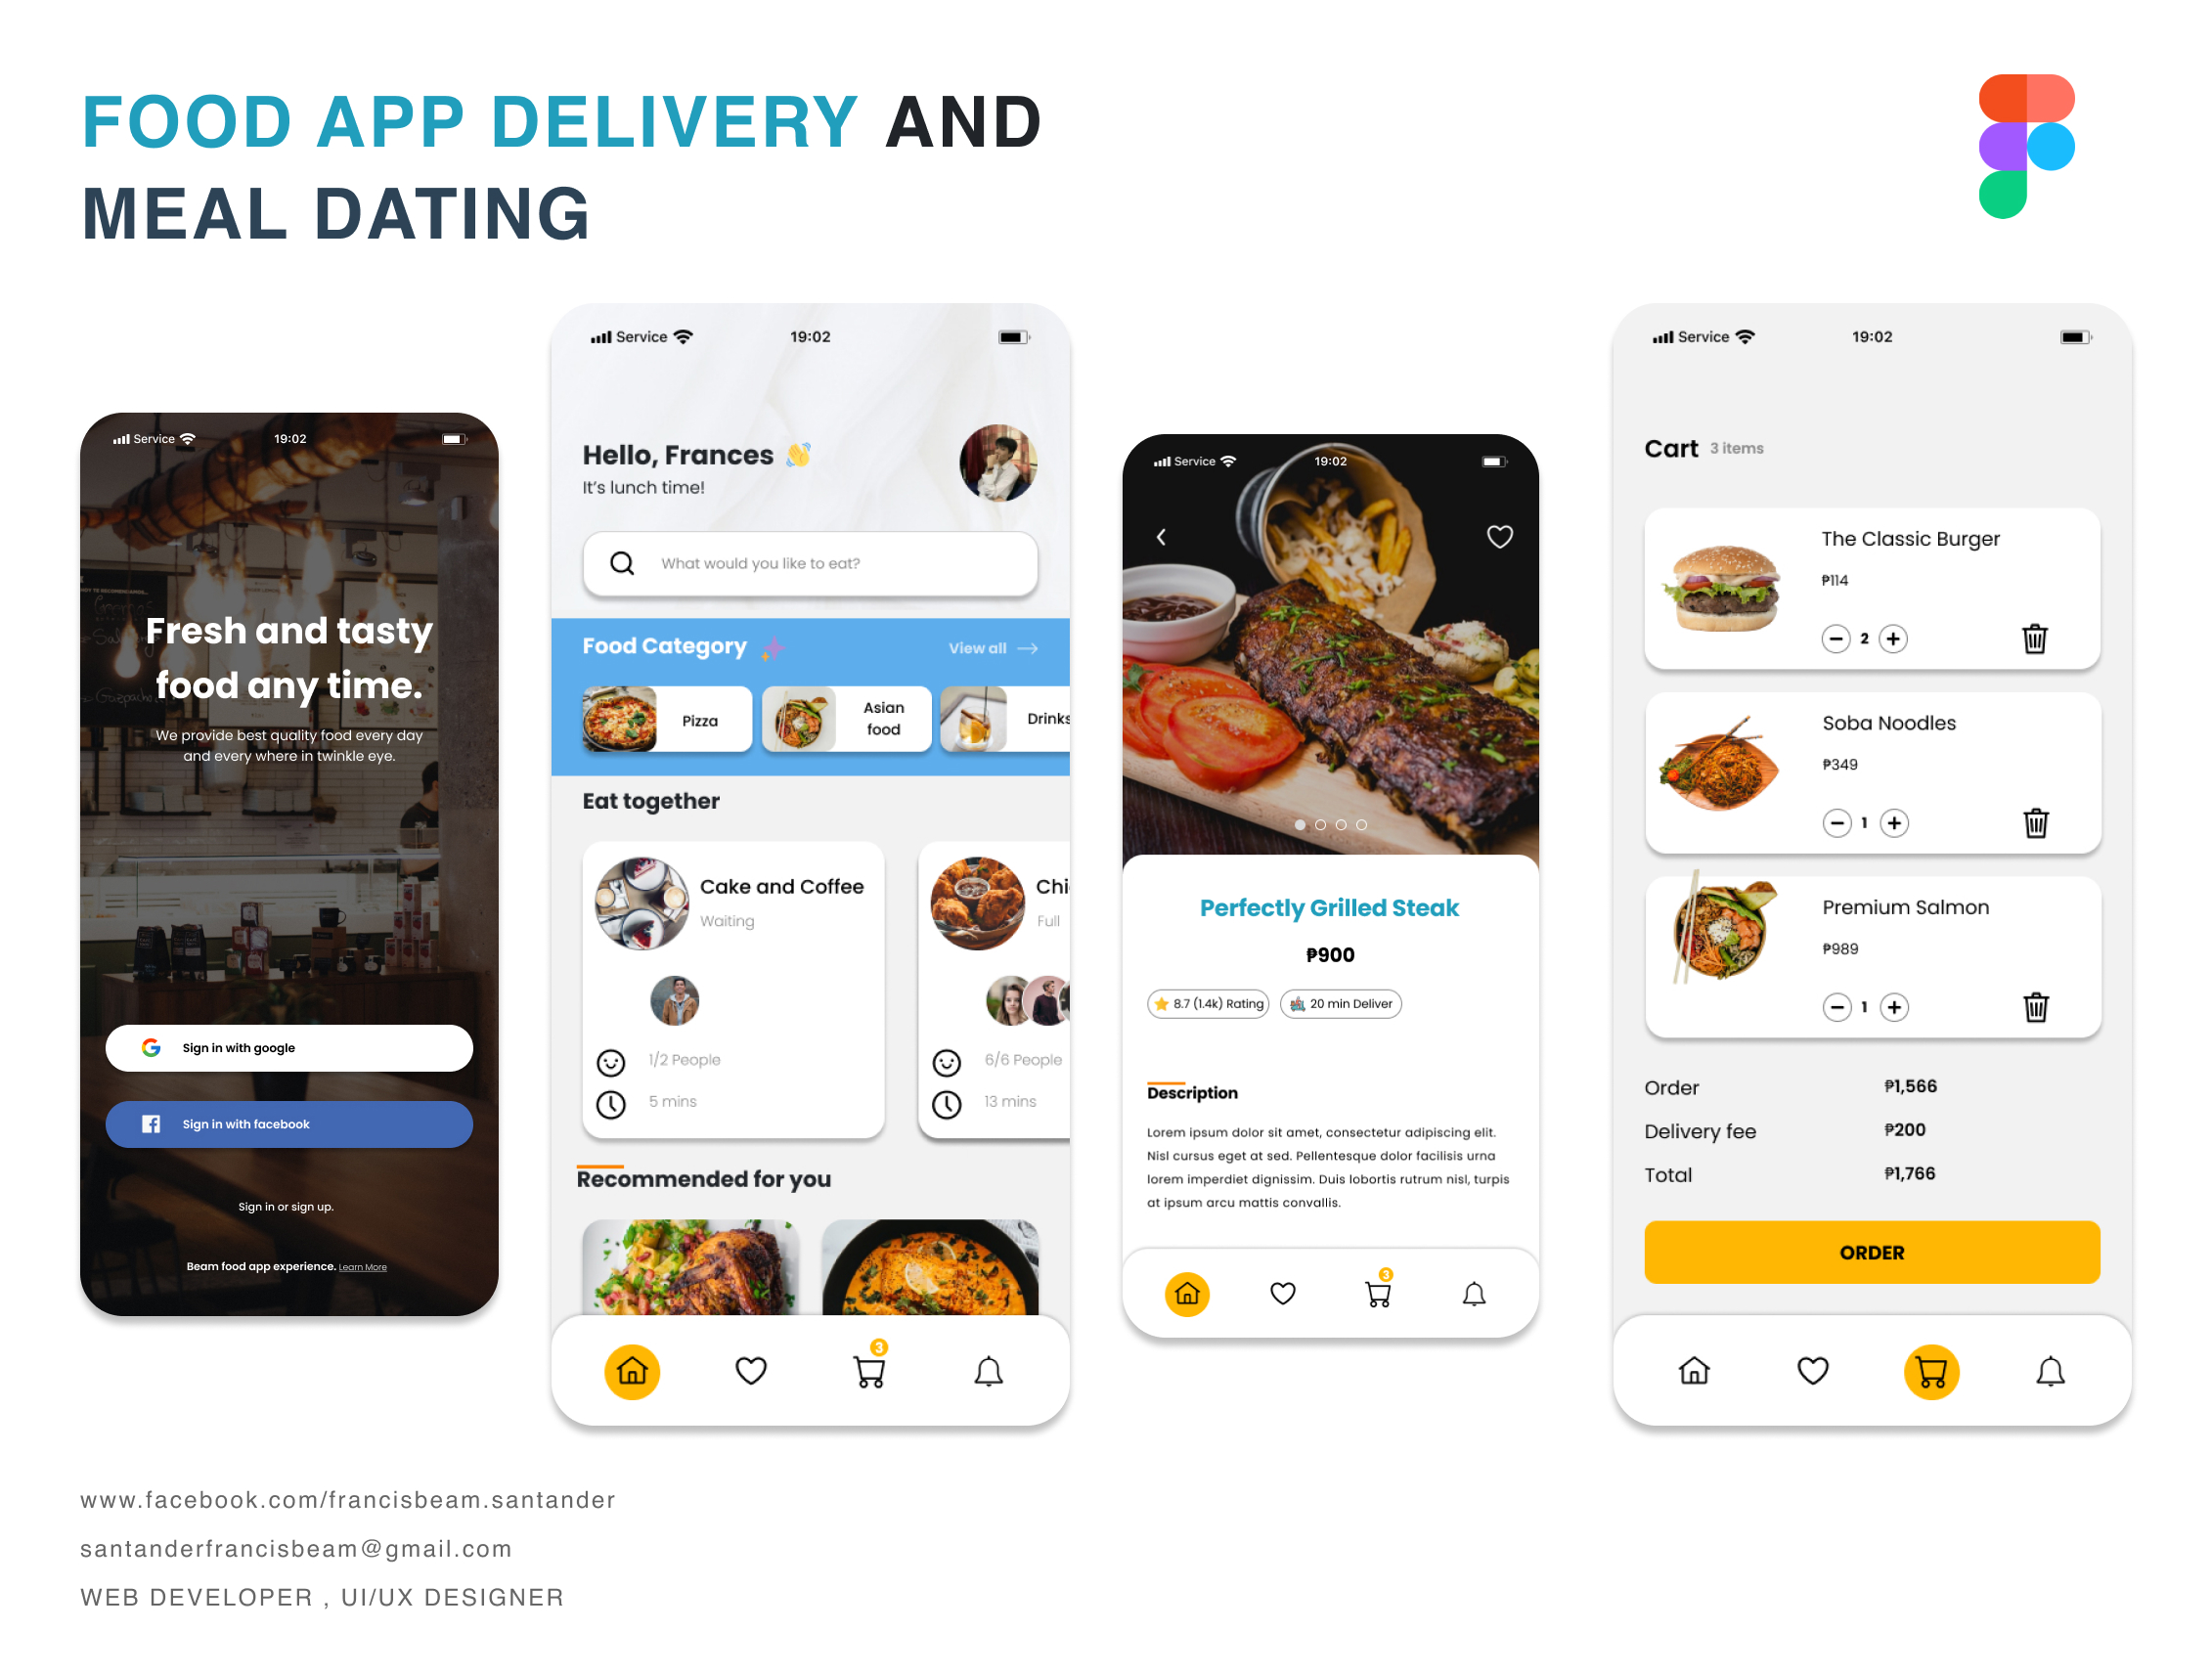 FOOD APP DELIVERY AND
MEAL DATING
Service 19:02
Fresh and tasty
food any time.
We provide best quality food every day
and every where in twinkle eye.
Sign in with google
Sign in with facebook
Sign in or sign up.
Beam food app experience. Learn More
Service 19:02
Hello, Frances
It's lunch time!
What would you like to eat?
Food Category
View all
Pizza
Asian
food
Drinks
Eat together
Cake and Coffee
Waiting
1/2 People
5 mins
Chi
Full
6/6 People
13 mins
Recommended for you
3
Service 19:02
Perfectly Grilled Steak
₱900
8.7 (1.4k) Rating
20 min Deliver
Description
Lorem ipsum dolor sit amet, consectetur adipiscing elit.
Nisl cursus eget at sed. Pellentesque dolor facilisis urna
lorem imperdiet dignissim. Duis lobortis rutrum nisl, turpis
at ipsum arcu mattis convallis.
3
Service 19:02
Cart 3 items
The Classic Burger
₱114
2
Soba Noodles
₱349
1
Premium Salmon
₱989
1
Order ₱1,566
Delivery fee ₱200
Total ₱1,766
ORDER
www.facebook.com/francisbeam.santander
santanderfrancisbeam@gmail.com
WEB DEVELOPER , UI/UX DESIGNER